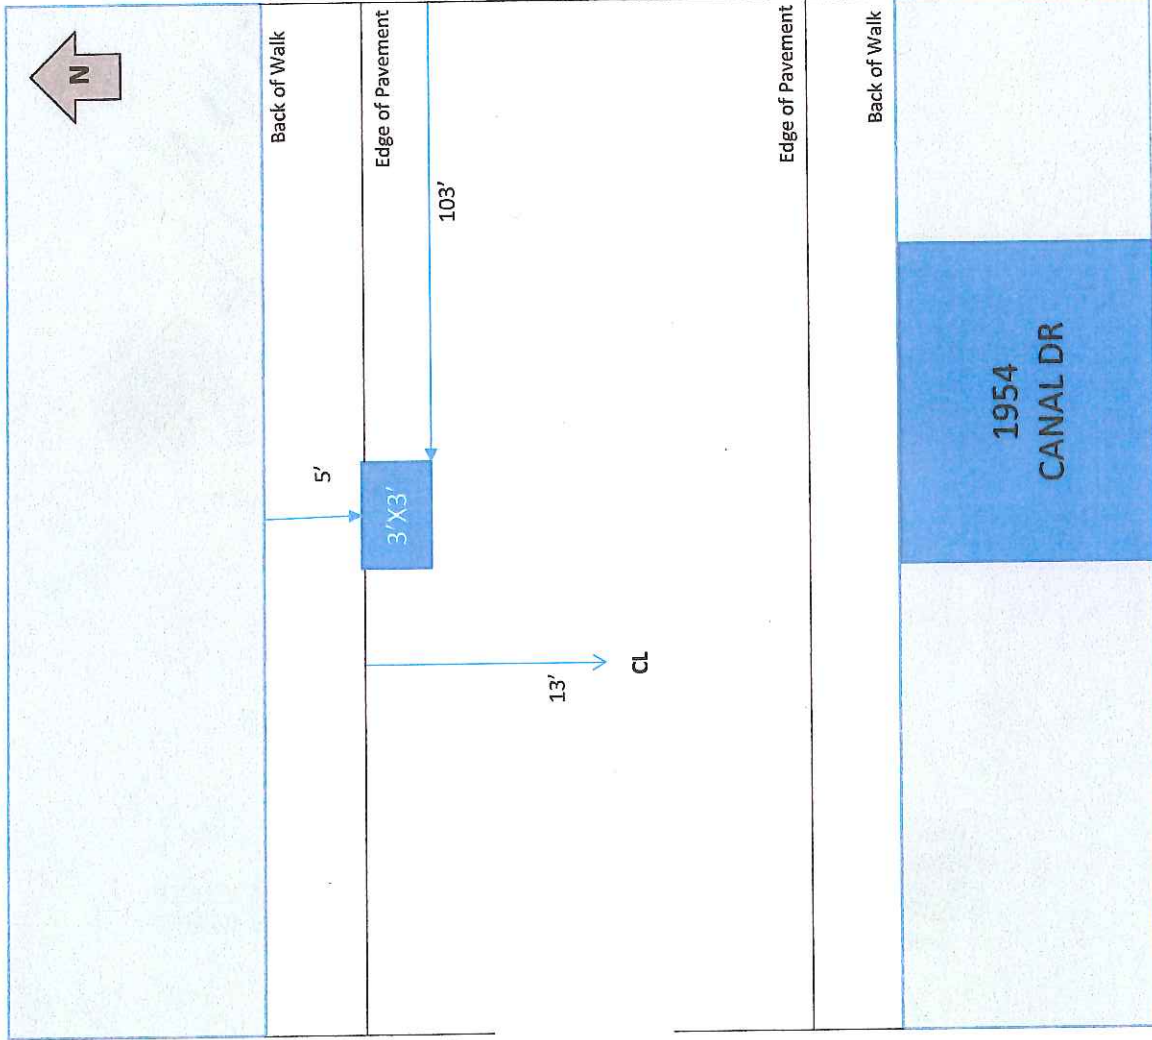 N
Back of Walk
Edge of Pavement
103'
5'
3'X3'
13'
CL
Edge of Pavement
Back of Walk
1954
CANAL DR